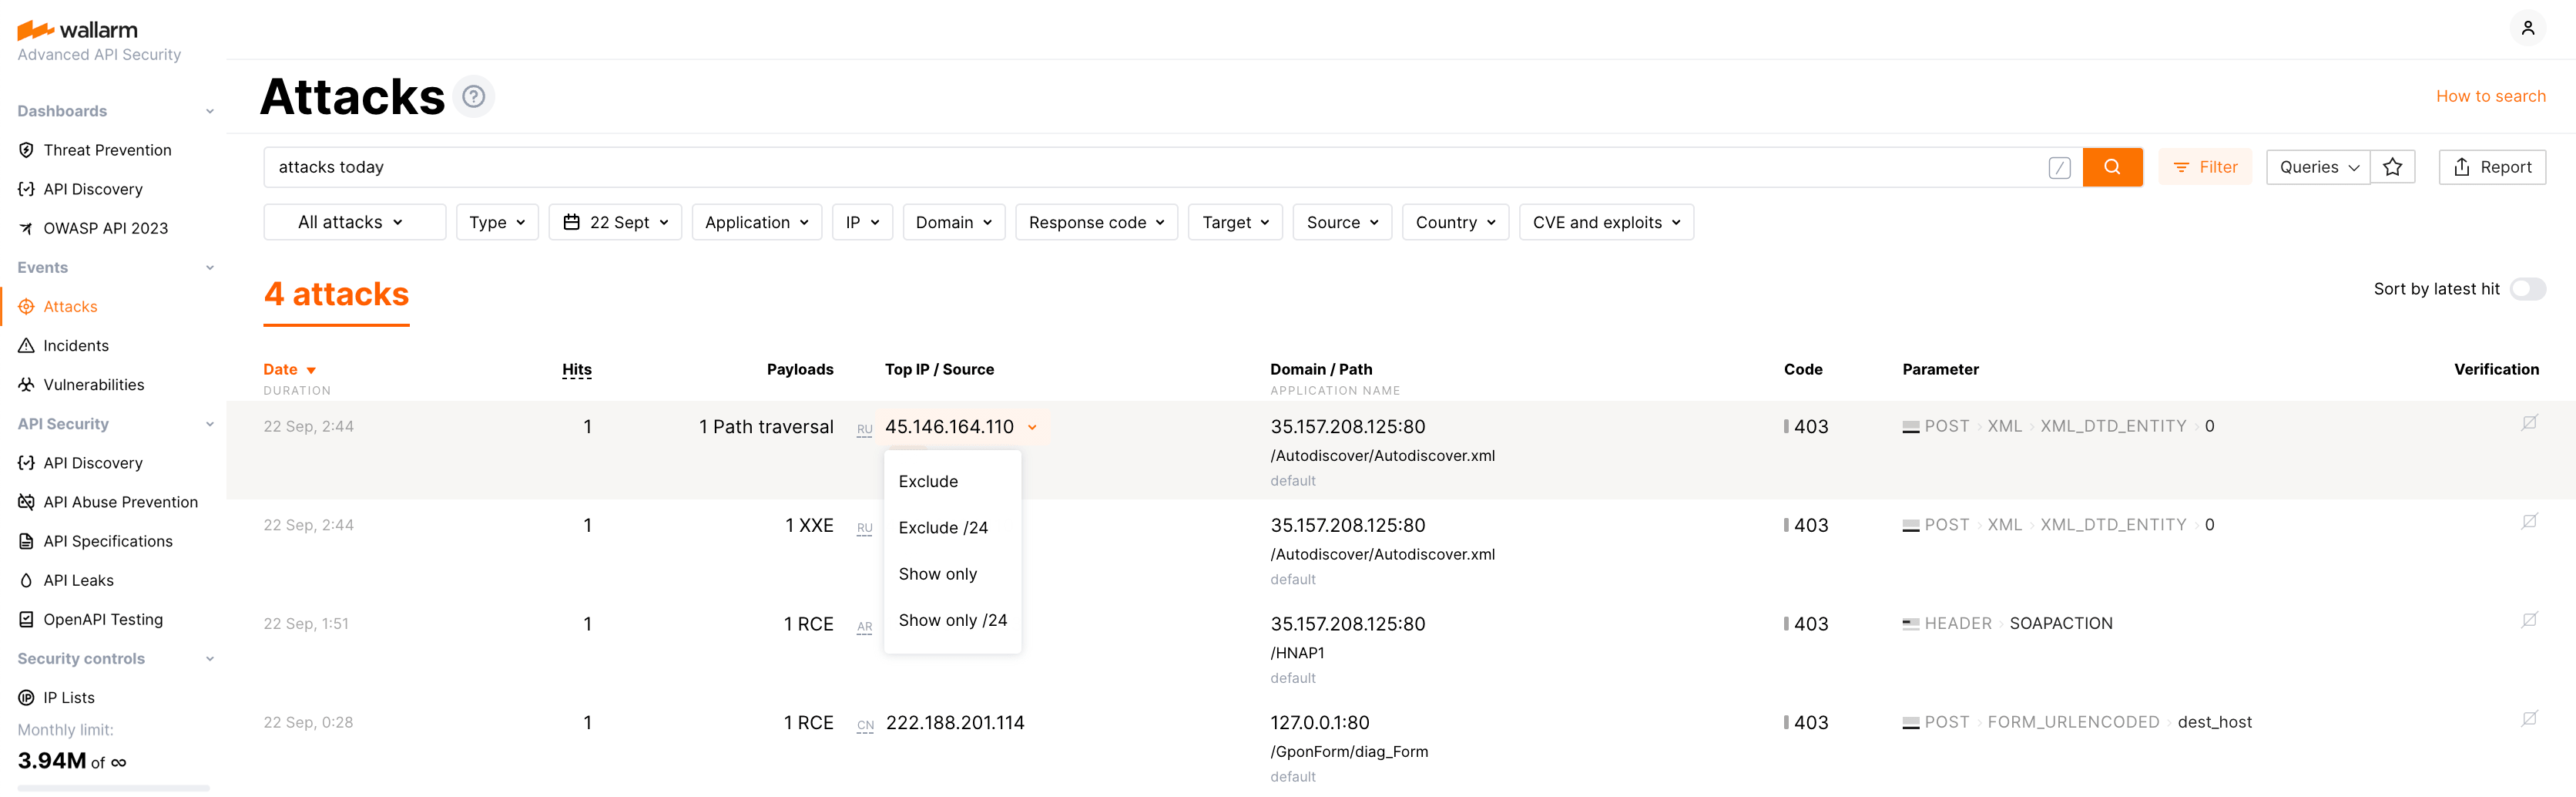 wallarm
Advanced API Security
Dashboards
Threat Prevention
API Discovery
OWASP API 2023
Events
Attacks
Incidents
Vulnerabilities
API Security
API Discovery
API Abuse Prevention
API Specifications
API Leaks
OpenAPI Testing
Security controls
IP Lists
Monthly limit:
3.94M of ∞
Attacks ?
How to search
attacks today /
Filter
Queries
Report
All attacks
Type
22 Sept
Application
IP
Domain
Response code
Target
Source
Country
CVE and exploits
4 attacks
Sort by latest hit
Date Hits Payloads Top IP / Source Domain / Path Code Parameter Verification
DURATION APPLICATION NAME
22 Sep, 2:44 1 1 Path traversal RU 45.146.164.110 35.157.208.125:80 403 POST › XML › XML_DTD_ENTITY › 0
/Autodiscover/Autodiscover.xml
default
Exclude
Exclude /24
Show only
Show only /24
22 Sep, 2:44 1 1 XXE RU 35.157.208.125:80 403 POST › XML › XML_DTD_ENTITY › 0
/Autodiscover/Autodiscover.xml
default
22 Sep, 1:51 1 1 RCE AR 35.157.208.125:80 403 HEADER › SOAPACTION
/HNAP1
default
22 Sep, 0:28 1 1 RCE CN 222.188.201.114 127.0.0.1:80 403 POST › FORM_URLENCODED › dest_host
/GponForm/diag_Form
default